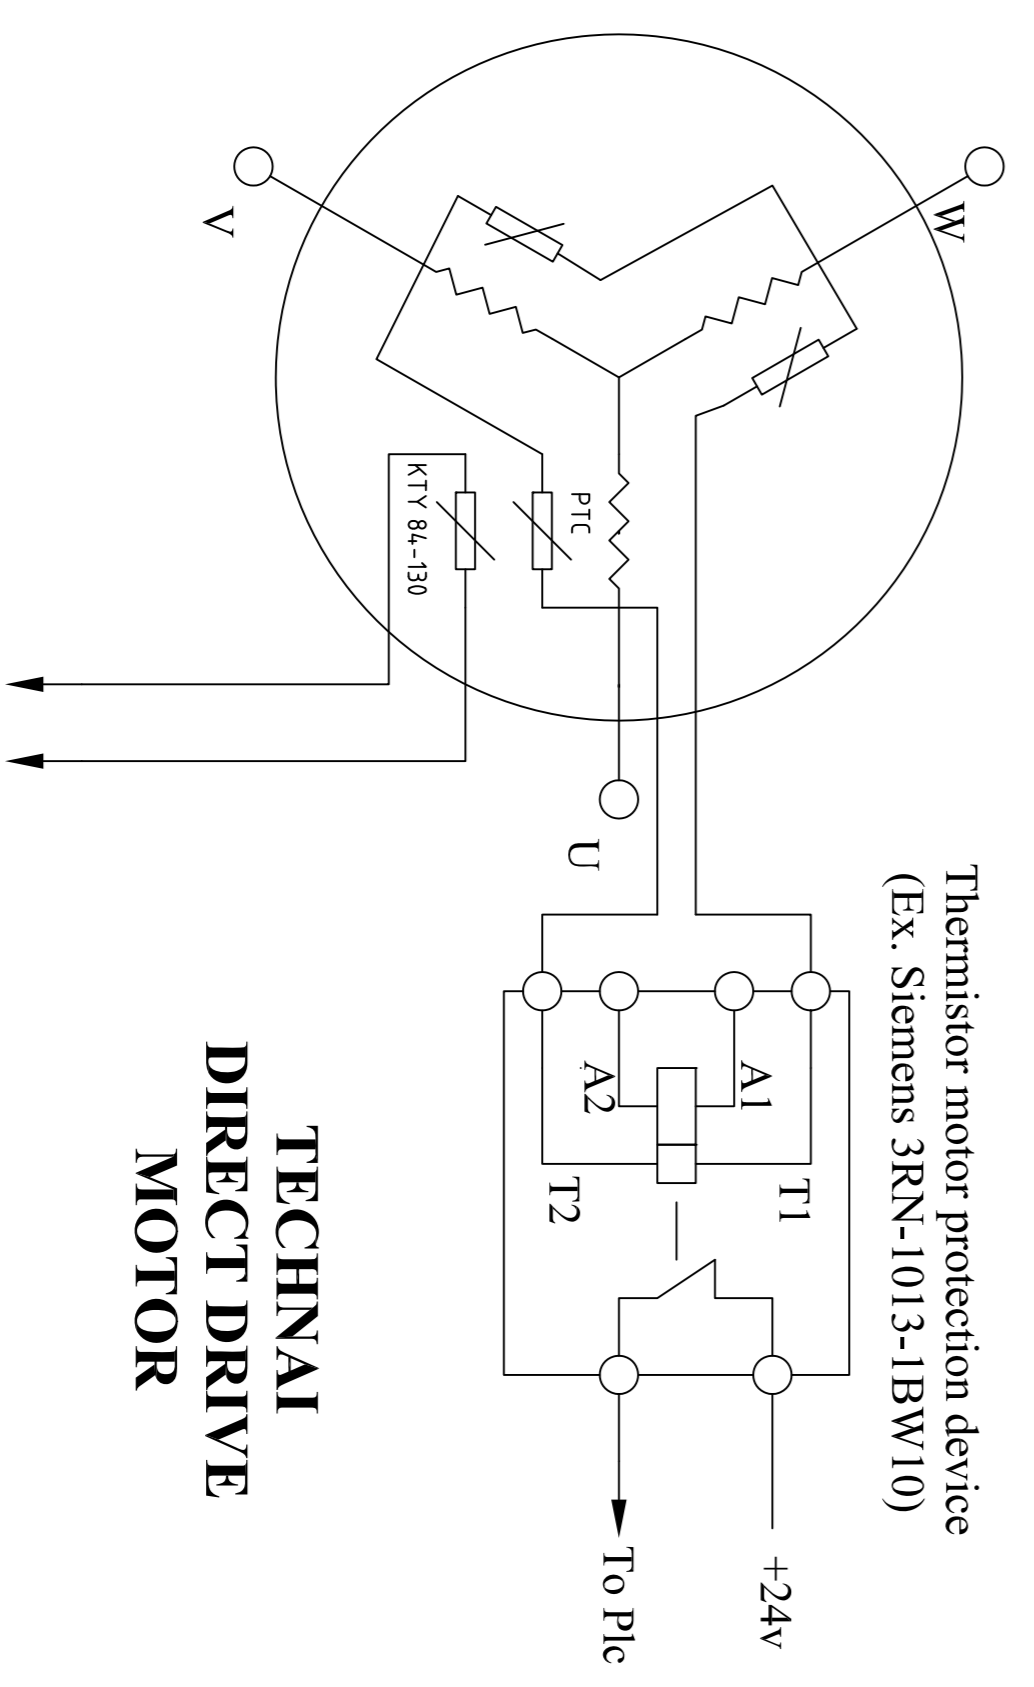 Thermistor motor protection device
(Ex. Siemens 3RN-1013-1BW10)
W
V
U
PTC
KTY 84-130
A1
A2
T1
T2
+24v
To Plc
TECHNAI
DIRECT DRIVE
MOTOR